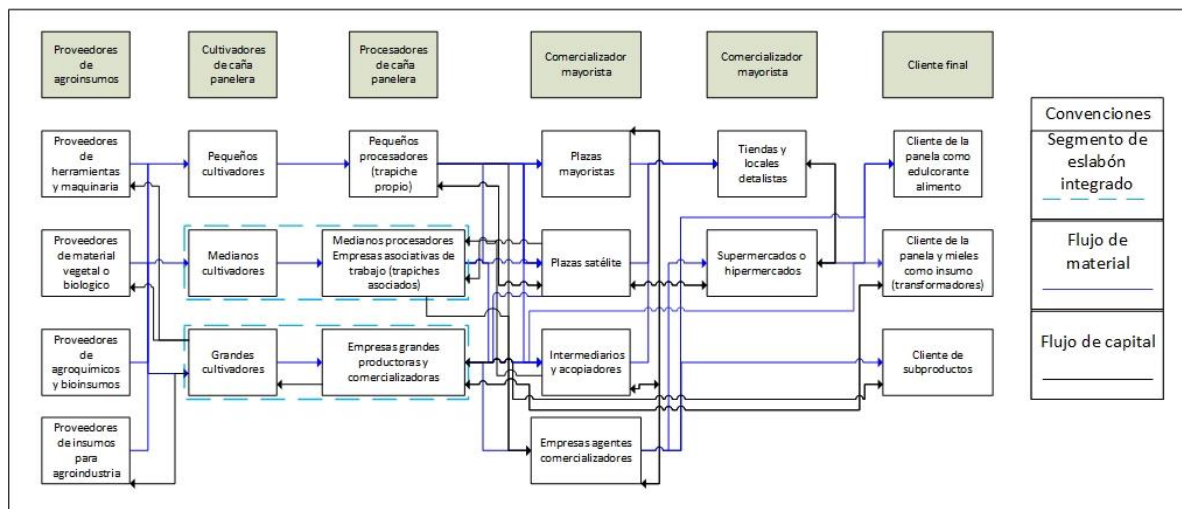 Proveedores
de
agroinsumos
Cultivadores
de caña
panelera
Procesadores
de caña
panelera
Comercializador
mayorista
Comercializador
mayorista
Cliente final
Proveedores
de
herramientas
y maquinaria
Pequeños
cultivadores
Pequeños
procesadores
(trapiche
propio)
Plazas
mayoristas
Tiendas y
locales
detallistas
Cliente de la
panela como
edulcorante
alimento
Proveedores
de material
vegetal o
biologico
Medianos
cultivadores
Medianos procesadores
Empresas asociativas de
trabajo (trapiches
asociados)
Plazas satélite
Supermercados o
hipermercados
Cliente de la
panela y mieles
como insumo
(transformadores)
Proveedores
de
agroquímicos
y bioinsumos
Grandes
cultivadores
Empresas grandes
productoras y
comercializadoras
Intermediarios
y acopiadores
Cliente de
subproductos
Proveedores
de insumos
para
agroindustria
Empresas agentes
comercializadores
Convenciones
Segmento de
eslabón
integrado
Flujo de
material
Flujo de capital